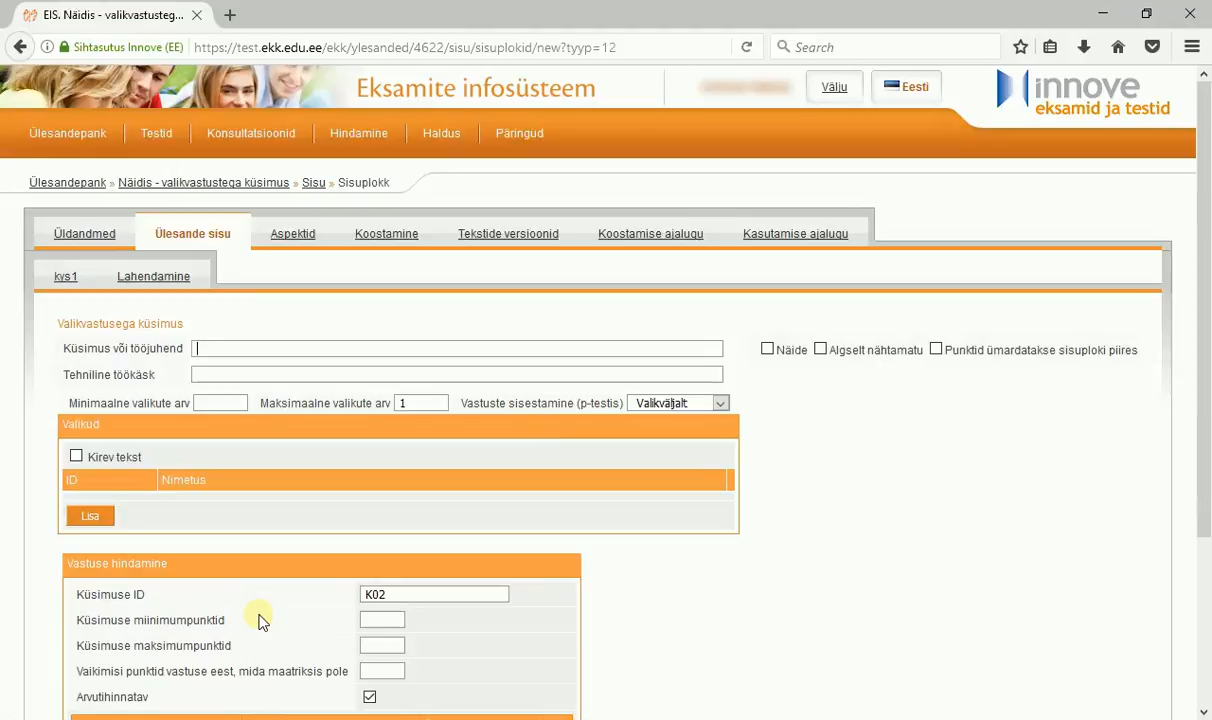 EIS. Näidis - valikvastusteg...
Sihtasutus Innove (EE)
https://test.ekk.edu.ee/ekk/ylesanded/4622/sisu/sisuplokid/new?tyyp=12
Search
Eksamite infosüsteem
Välju
Eesti
innove
eksamid ja testid
Ülesandepank
Testid
Konsultatsioonid
Hindamine
Haldus
Päringud
Ülesandepank » Näidis - valikvastustega küsimus » Sisu » Sisuplokk
Üldandmed
Ülesande sisu
Aspektid
Koostamine
Tekstide versioonid
Koostamise ajalugu
Kasutamise ajalugu
kys1
Lahendamine
Valikvastusega küsimus
Küsimus või tööjuhend
Näide
Algselt nähtamatu
Punktid ümardatakse sisuploki piires
Tehniline töökäsk
Minimaalne valikute arv
Maksimaalne valikute arv 1
Vastuste sisestamine (p-testis) Valikväljalt
Valikud
Kirev tekst
ID
Nimetus
Lisa
Vastuse hindamine
Küsimuse ID K02
Küsimuse miinimumpunktid
Küsimuse maksimumpunktid
Vaikimisi punktid vastuse eest, mida maatriksis pole
Arvutihinnatav